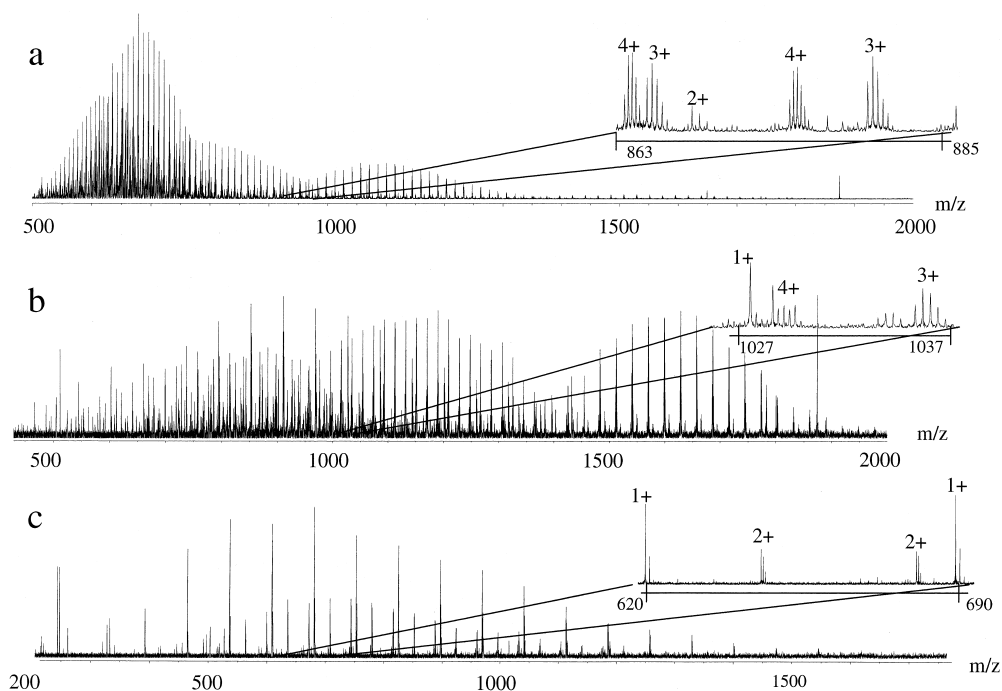 a
4+ 3+ 2+ 4+ 3+
863 885
m/z
500 1000 1500 2000
b
1+ 4+ 3+
1027 1037
m/z
500 1000 1500 2000
c
1+ 2+ 2+ 1+
620 690
m/z
200 500 1000 1500